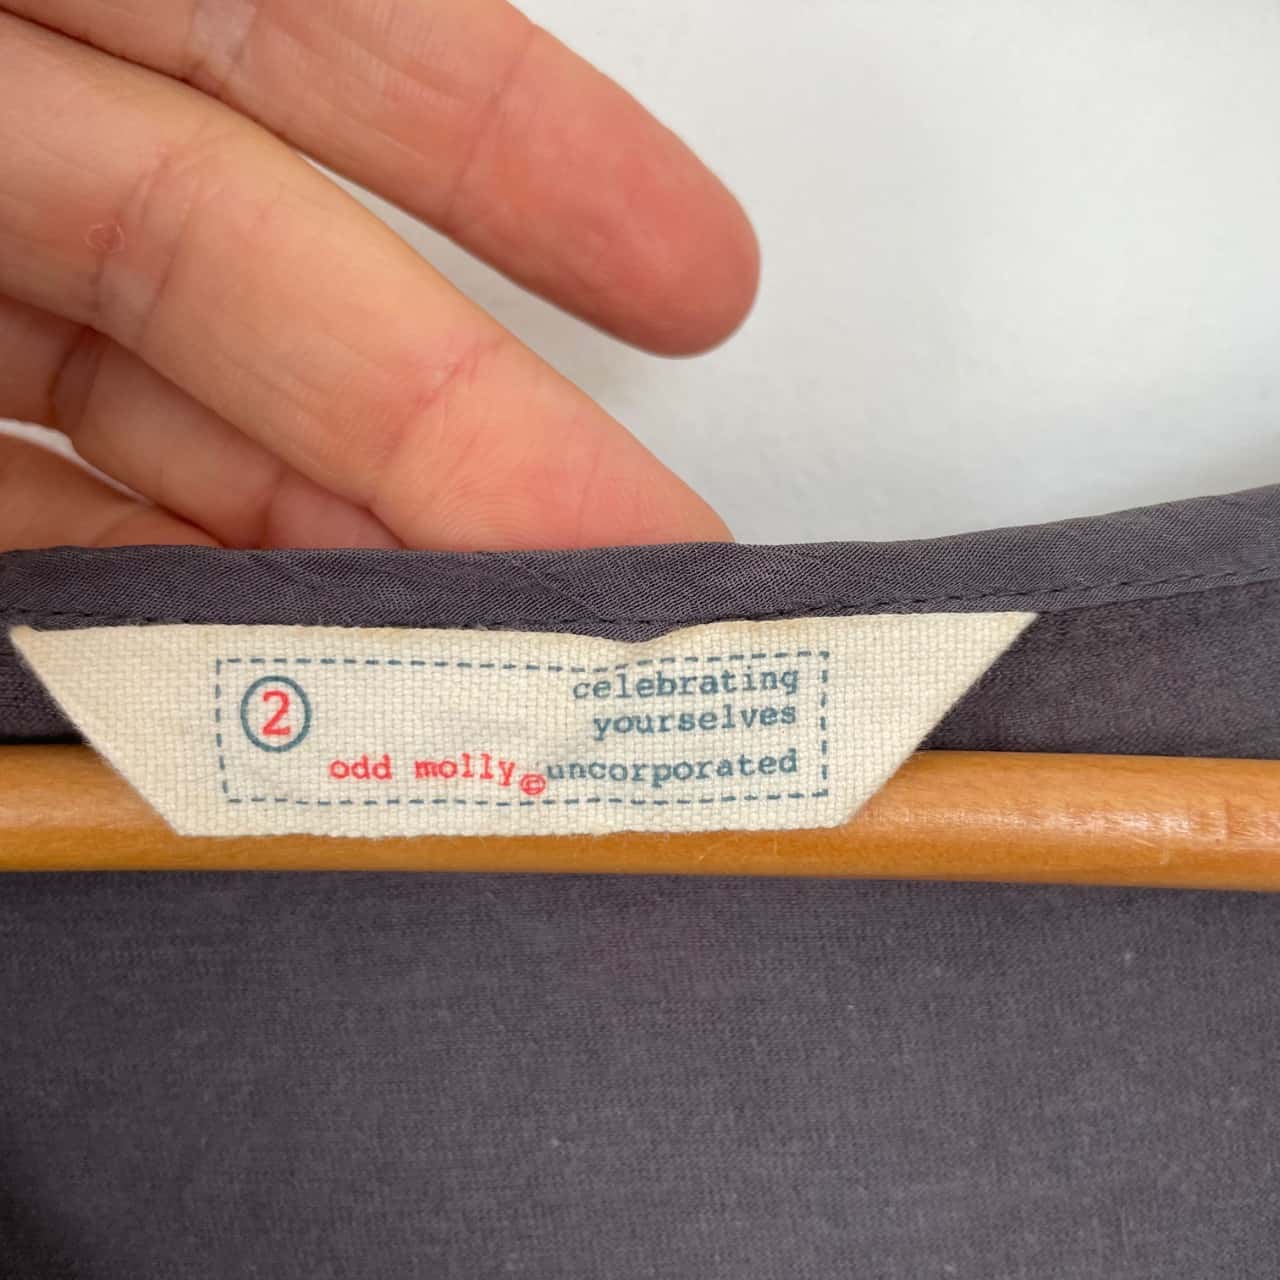 2
celebrating
yourselves
odd molly© uncorporated